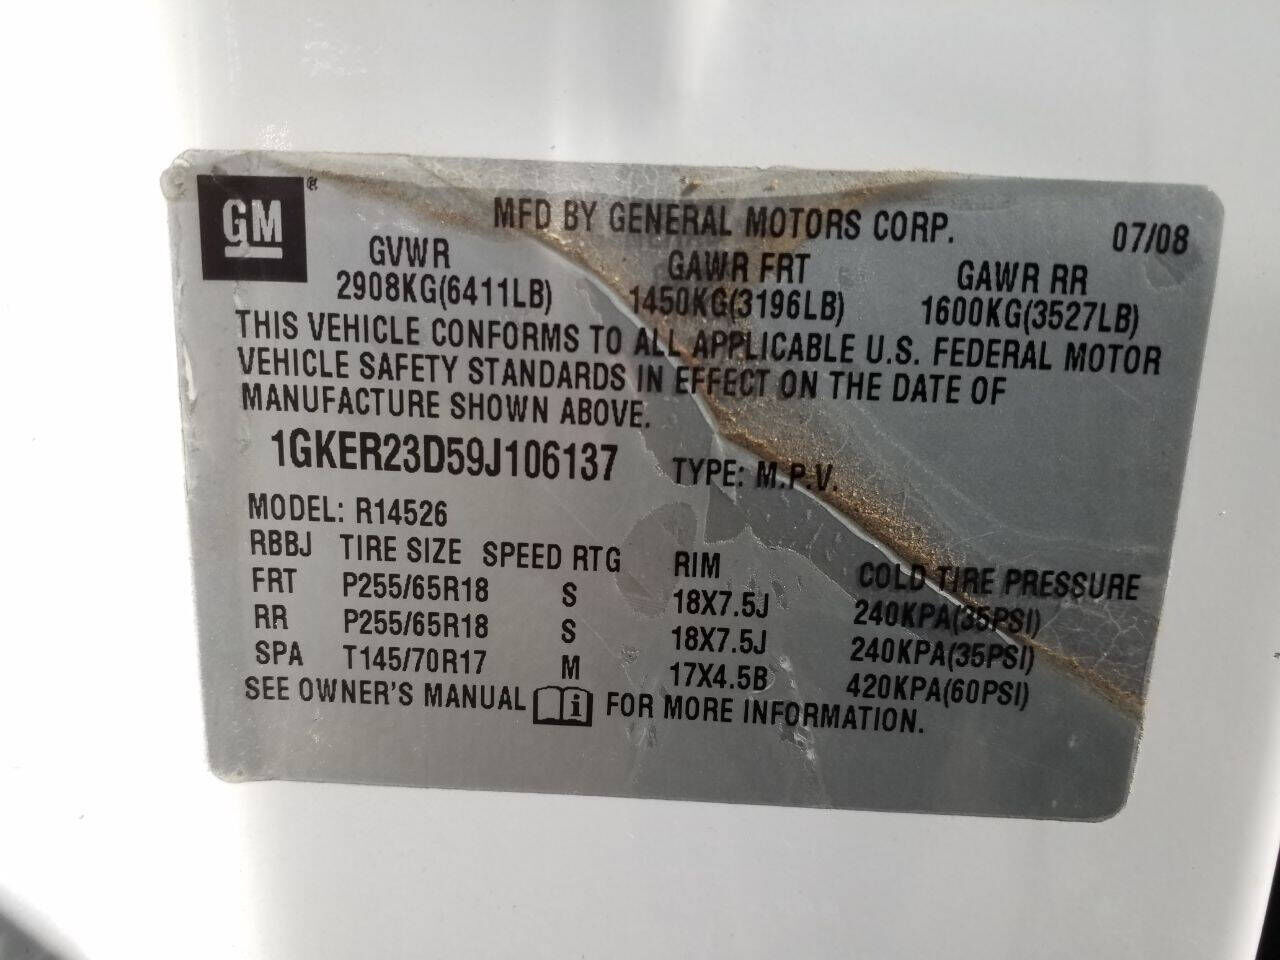 GM ® MFD BY GENERAL MOTORS CORP. 07/08
GVWR GAWR FRT GAWR RR
2908KG(6411LB) 1450KG(3196LB) 1600KG(3527LB)
THIS VEHICLE CONFORMS TO ALL APPLICABLE U.S. FEDERAL MOTOR
VEHICLE SAFETY STANDARDS IN EFFECT ON THE DATE OF
MANUFACTURE SHOWN ABOVE.
1GKER23D59J106137 TYPE: M.P.V.
MODEL: R14526
RBBJ TIRE SIZE SPEED RTG RIM COLD TIRE PRESSURE
FRT P255/65R18 S 18X7.5J 240KPA(35PSI)
RR P255/65R18 S 18X7.5J 240KPA(35PSI)
SPA T145/70R17 M 17X4.5B 420KPA(60PSI)
SEE OWNER'S MANUAL i FOR MORE INFORMATION.